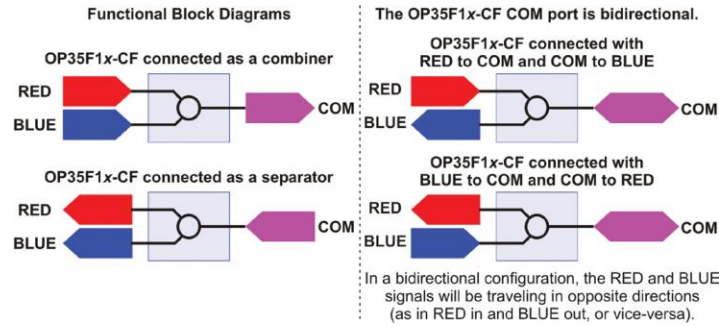 Functional Block Diagrams
OP35F1x-CF connected as a combiner
RED
BLUE
COM
OP35F1x-CF connected as a separator
RED
BLUE
COM
The OP35F1x-CF COM port is bidirectional.
OP35F1x-CF connected with
RED to COM and COM to BLUE
RED
BLUE
COM
OP35F1x-CF connected with
BLUE to COM and COM to RED
RED
BLUE
COM
In a bidirectional configuration, the RED and BLUE
signals will be traveling in opposite directions
(as in RED in and BLUE out, or vice-versa).